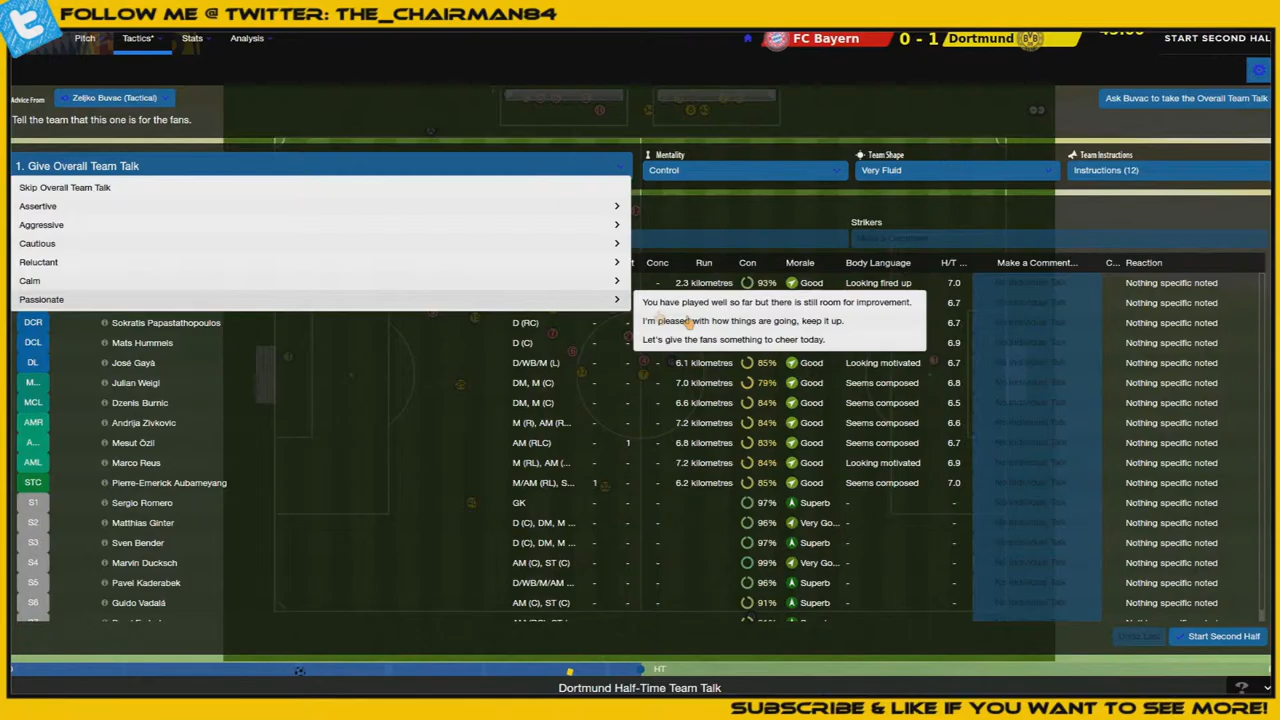 FOLLOW ME @ TWITTER: THE_CHAIRMAN84
Pitch Tactics* Stats Analysis FC Bayern 0 - 1 Dortmund BVB 45:00 START SECOND HAL
Advice From Zeljko Buvac (Tactical) Ask Buvac to take the Overall Team Talk
Tell the team that this one is for the fans.
Mentality Team Shape Team Instructions
1. Give Overall Team Talk Control Very Fluid Instructions (12)
Skip Overall Team Talk
Assertive
Aggressive Strikers
Cautious
Reluctant Conc Run Con Morale Body Language H/T ... Make a Comment... C... Reaction
Calm 2.3 kilometres 93% Good Looking fired up 7.0 Nothing specific noted
Passionate You have played well so far but there is still room for improvement. 6.7 Nothing specific noted
DCR Sokratis Papastathopoulos D (RC) I'm pleased with how things are going, keep it up. 6.7 Nothing specific noted
DCL Mats Hummels D (C) Let's give the fans something to cheer today. 6.9 Nothing specific noted
DL José Gayá D/WB/M (L) - 6.1 kilometres 85% Good Looking motivated 6.7 Nothing specific noted
M... Julian Weigl DM, M (C) - - - 7.0 kilometres 79% Good Seems composed 6.8 Nothing specific noted
MCL Dzenis Burnic DM, M (C) - - - 6.6 kilometres 84% Good Seems composed 6.5 Nothing specific noted
AMR Andrija Zivkovic M (R), AM (R... - - - 7.2 kilometres 84% Good Seems composed 6.6 Nothing specific noted
A... Mesut Özil AM (RLC) - 1 - 6.8 kilometres 83% Good Seems composed 6.7 Nothing specific noted
AML Marco Reus M (RL), AM (... - - - 7.2 kilometres 84% Good Looking motivated 6.9 Nothing specific noted
STC Pierre-Emerick Aubameyang M/AM (RL), S... 1 - - 6.2 kilometres 85% Good Seems composed 7.0 Nothing specific noted
S1 Sergio Romero GK - - - 97% Superb - - Nothing specific noted
S2 Matthias Ginter D (C), DM, M ... - - - 96% Very Go... - - Nothing specific noted
S3 Sven Bender D (C), DM, M ... - - - 97% Superb - - Nothing specific noted
S4 Marvin Ducksch AM (C), ST (C) - - - 99% Very Go... - - Nothing specific noted
S5 Pavel Kaderabek D/WB/M/AM ... - - - 96% Superb - - Nothing specific noted
S6 Guido Vadalá AM (C), ST (C) - - - 91% Superb - - Nothing specific noted
Undo Last Start Second Half
HT
Dortmund Half-Time Team Talk ?
SUBSCRIBE & LIKE IF YOU WANT TO SEE MORE!